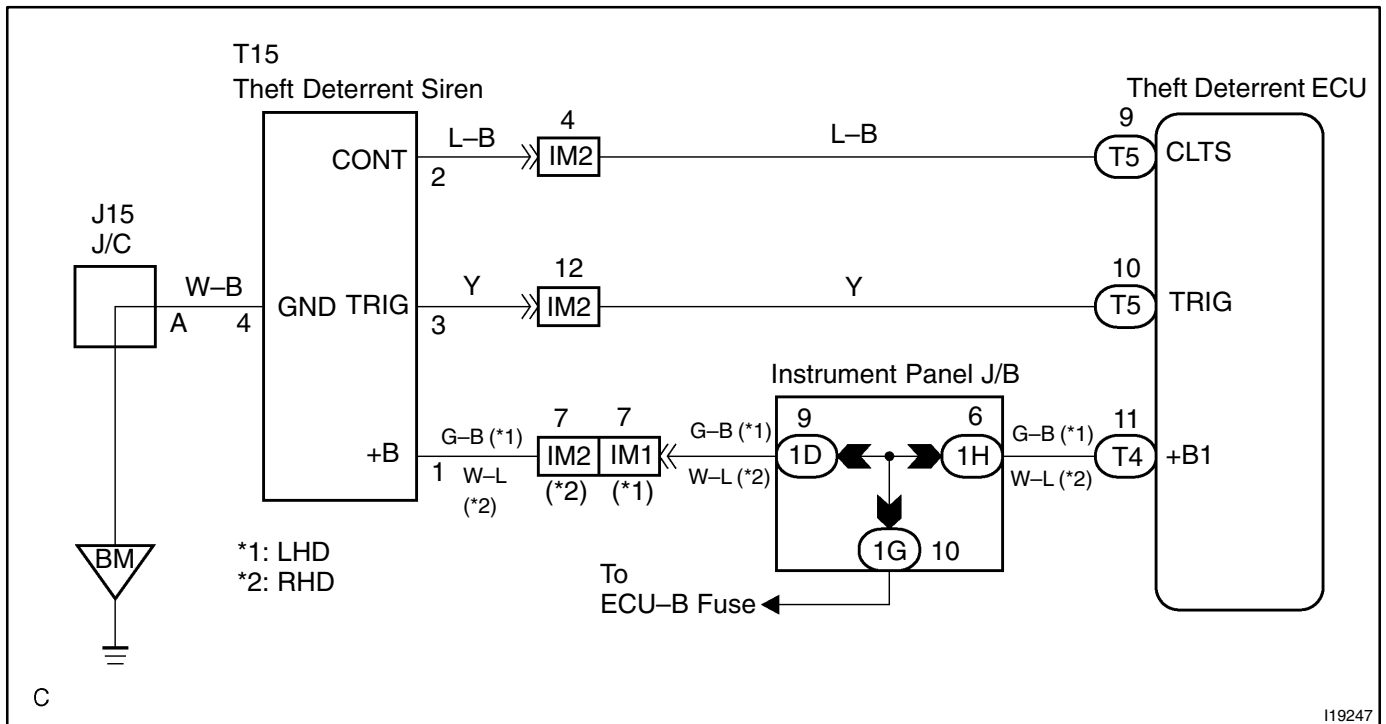 T15
Theft Deterrent Siren
Theft Deterrent ECU
CONT
2
L–B
4
IM2
L–B
9
T5
CLTS
J15
J/C
W–B
A
4
GND
TRIG
3
Y
12
IM2
Y
10
T5
TRIG
Instrument Panel J/B
+B
1
G–B (*1)
W–L
(*2)
7
7
IM2
IM1
(*2)
(*1)
G–B (*1)
W–L (*2)
9
1D
6
1H
G–B (*1)
W–L (*2)
11
T4
+B1
1G
10
To
ECU–B Fuse
BM
*1: LHD
*2: RHD
C
I19247